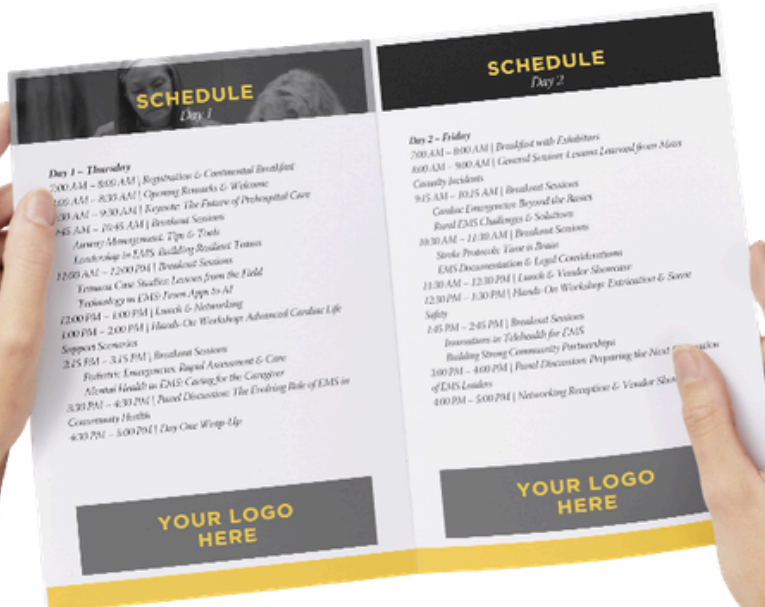 SCHEDULE
Day 1
Day 1 – Thursday
7:00 AM – 8:00 AM | Registration & Continental Breakfast
AM – 8:30 AM | Opening Remarks & Welcome
AM – 9:30 AM | Keynote: The Future of Prehospital Care
AM – 10:45 AM | Breakout Sessions
Airway Management: Tips & Tools
Leadership in EMS: Building Resilient Teams
11:00 AM – 12:00 PM | Breakout Sessions
Trauma Case Studies: Lessons from the Field
Technology in EMS: From Apps to AI
12:00 PM – 1:00 PM | Lunch & Networking
1:00 PM – 2:00 PM | Hands-On Workshop: Advanced Cardiac Life
Support Scenarios
2:15 PM – 3:15 PM | Breakout Sessions
Pediatric Emergencies: Rapid Assessment & Care
Mental Health in EMS: Caring for the Caregiver
3:30 PM – 4:30 PM | Panel Discussion: The Evolving Role of EMS in
Community Health
4:30 PM – 5:00 PM | Day One Wrap-Up
YOUR LOGO
HERE
SCHEDULE
Day 2
Day 2 – Friday
7:00 AM – 8:00 AM | Breakfast with Exhibitors
8:00 AM – 9:00 AM | General Session: Lessons Learned from Mass
Casualty Incidents
9:15 AM – 10:15 AM | Breakout Sessions
Cardiac Emergencies: Beyond the Basics
Rural EMS Challenges & Solutions
10:30 AM – 11:30 AM | Breakout Sessions
Stroke Protocols: Time is Brain
EMS Documentation & Legal Considerations
11:30 AM – 12:30 PM | Lunch & Vendor Showcase
12:30 PM – 1:30 PM | Hands-On Workshop: Extrication & Scene
Safety
1:45 PM – 2:45 PM | Breakout Sessions
Innovations in Telehealth for EMS
Building Strong Community Partnerships
3:00 PM – 4:00 PM | Panel Discussion: Preparing the Next
of EMS Leaders
4:00 PM – 5:00 PM | Networking Reception & Vendor
YOUR LOGO
HERE